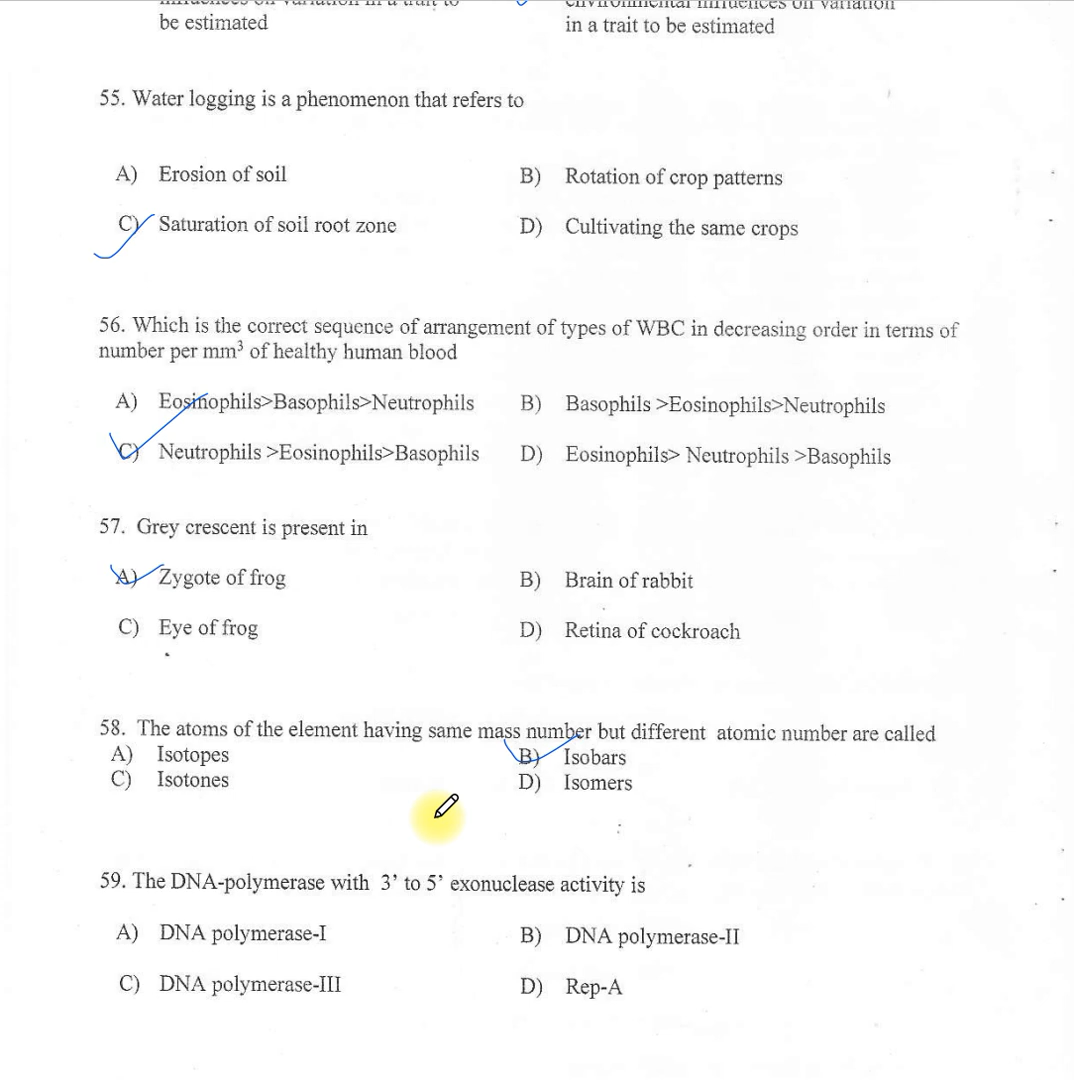 be estimated
in a trait to be estimated
55. Water logging is a phenomenon that refers to
A) Erosion of soil
B) Rotation of crop patterns
C) Saturation of soil root zone
D) Cultivating the same crops
56. Which is the correct sequence of arrangement of types of WBC in decreasing order in terms of
number per mm³ of healthy human blood
A) Eosinophils>Basophils>Neutrophils
B) Basophils >Eosinophils>Neutrophils
C) Neutrophils >Eosinophils>Basophils
D) Eosinophils> Neutrophils >Basophils
57. Grey crescent is present in
A) Zygote of frog
B) Brain of rabbit
C) Eye of frog
D) Retina of cockroach
58. The atoms of the element having same mass number but different atomic number are called
A) Isotopes
B) Isobars
C) Isotones
D) Isomers
59. The DNA-polymerase with 3’ to 5’ exonuclease activity is
A) DNA polymerase-I
B) DNA polymerase-II
C) DNA polymerase-III
D) Rep-A